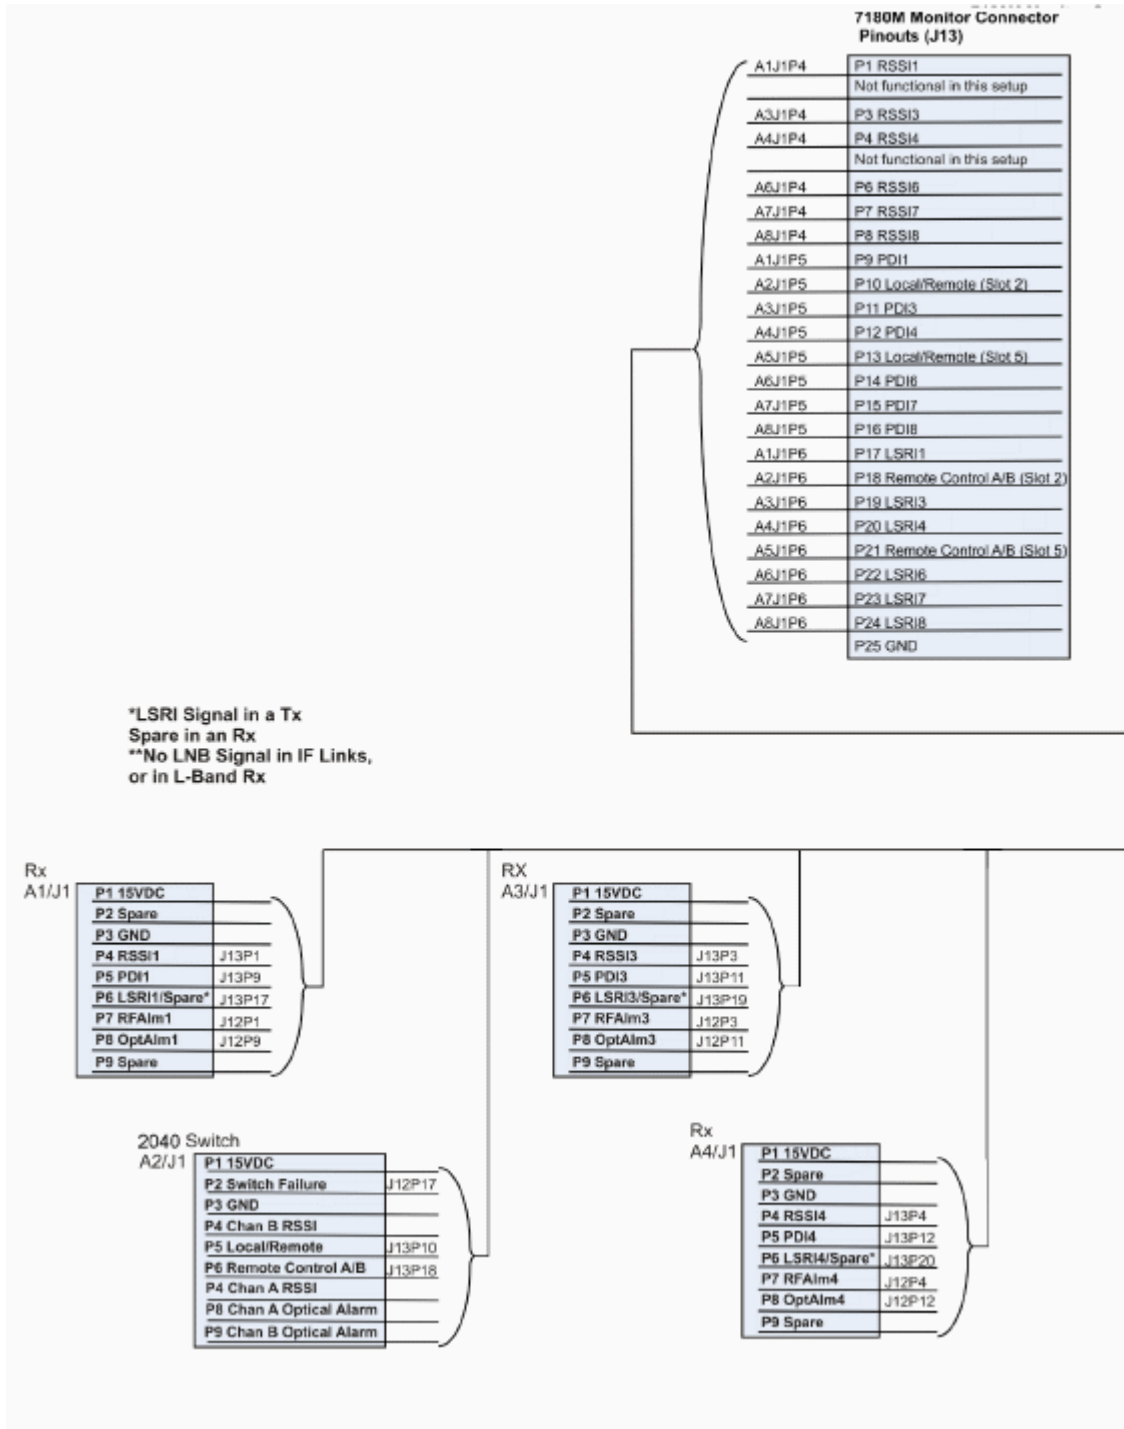 7180M Monitor Connector
Pinouts (J13)
A1J1P4 P1 RSSI1
Not functional in this setup
A3J1P4 P3 RSSI3
A4J1P4 P4 RSSI4
Not functional in this setup
A6J1P4 P6 RSSI6
A7J1P4 P7 RSSI7
A8J1P4 P8 RSSI8
A1J1P5 P9 PDI1
A2J1P5 P10 Local/Remote (Slot 2)
A3J1P5 P11 PDI3
A4J1P5 P12 PDI4
A5J1P5 P13 Local/Remote (Slot 5)
A6J1P5 P14 PDI6
A7J1P5 P15 PDI7
A8J1P5 P16 PDI8
A1J1P6 P17 LSRI1
A2J1P6 P18 Remote Control A/B (Slot 2)
A3J1P6 P19 LSRI3
A4J1P6 P20 LSRI4
A5J1P6 P21 Remote Control A/B (Slot 5)
A6J1P6 P22 LSRI6
A7J1P6 P23 LSRI7
A8J1P6 P24 LSRI8
P25 GND
*LSRI Signal in a Tx
Spare in an Rx
**No LNB Signal in IF Links,
or in L-Band Rx
Rx
A1/J1
P1 15VDC
P2 Spare
P3 GND
P4 RSSI1 J13P1
P5 PDI1 J13P9
P6 LSRI1/Spare* J13P17
P7 RFAlm1 J12P1
P8 OptAlm1 J12P9
P9 Spare
RX
A3/J1
P1 15VDC
P2 Spare
P3 GND
P4 RSSI3 J13P3
P5 PDI3 J13P11
P6 LSRI3/Spare* J13P19
P7 RFAlm3 J12P3
P8 OptAlm3 J12P11
P9 Spare
2040 Switch
A2/J1
P1 15VDC
P2 Switch Failure J12P17
P3 GND
P4 Chan B RSSI
P5 Local/Remote J13P10
P6 Remote Control A/B J13P18
P4 Chan A RSSI
P8 Chan A Optical Alarm
P9 Chan B Optical Alarm
Rx
A4/J1
P1 15VDC
P2 Spare
P3 GND
P4 RSSI4 J13P4
P5 PDI4 J13P12
P6 LSRI4/Spare* J13P20
P7 RFAlm4 J12P4
P8 OptAlm4 J12P12
P9 Spare